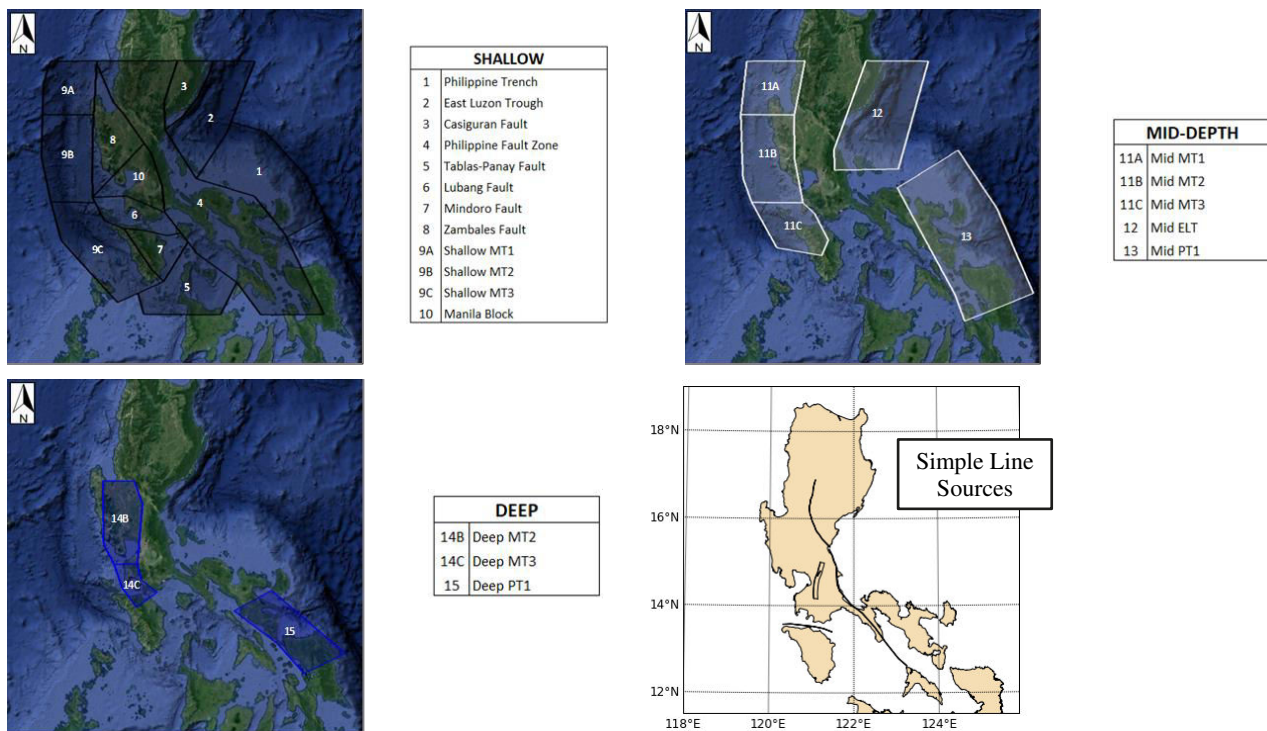 N
9A
3
2
8
9B
1
10
4
6
9C
7
5
SHALLOW
1 Philippine Trench
2 East Luzon Trough
3 Casiguran Fault
4 Philippine Fault Zone
5 Tablas-Panay Fault
6 Lubang Fault
7 Mindoro Fault
8 Zambales Fault
9A Shallow MT1
9B Shallow MT2
9C Shallow MT3
10 Manila Block
N
11A
12
11B
11C
13
MID-DEPTH
11A Mid MT1
11B Mid MT2
11C Mid MT3
12 Mid ELT
13 Mid PT1
N
14B
14C
15
DEEP
14B Deep MT2
14C Deep MT3
15 Deep PT1
18°N
16°N
14°N
12°N
118°E
120°E
122°E
124°E
Simple Line
Sources